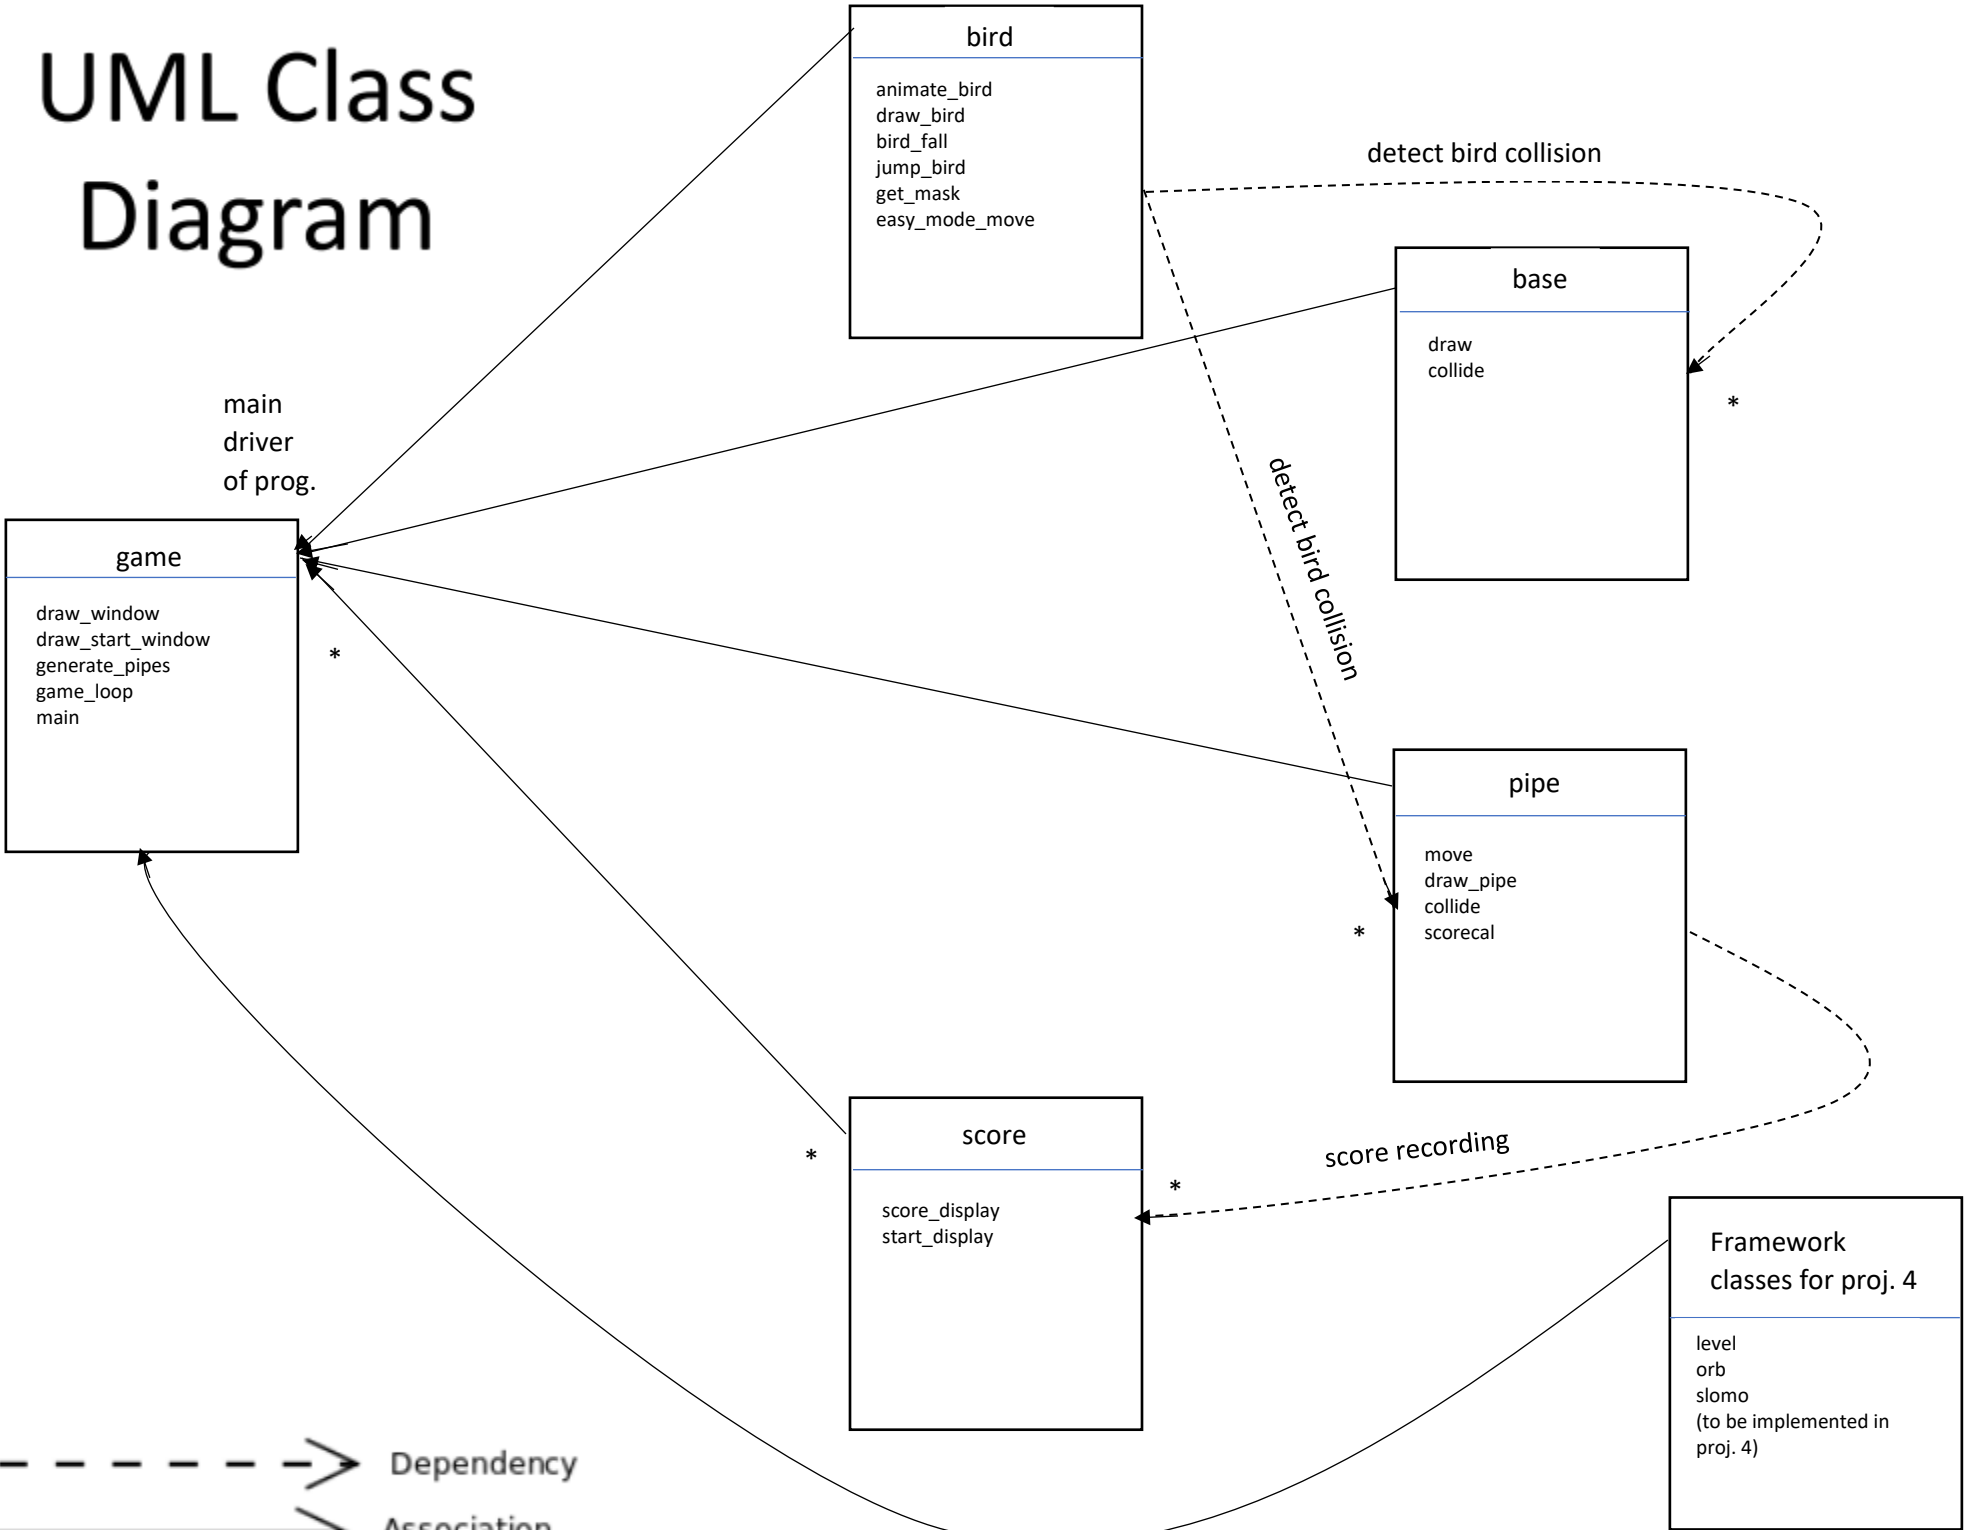 UML Class
Diagram
bird
animate_bird
draw_bird
bird_fall
jump_bird
get_mask
easy_mode_move
detect bird collision
base
draw
collide
*
main
driver
of prog.
game
draw_window
draw_start_window
generate_pipes
game_loop
main
*
detect bird collision
pipe
move
draw_pipe
collide
scorecal
*
score
score_display
start_display
*
*
score recording
Framework
classes for proj. 4
level
orb
slomo
(to be implemented in
proj. 4)
Dependency
Association